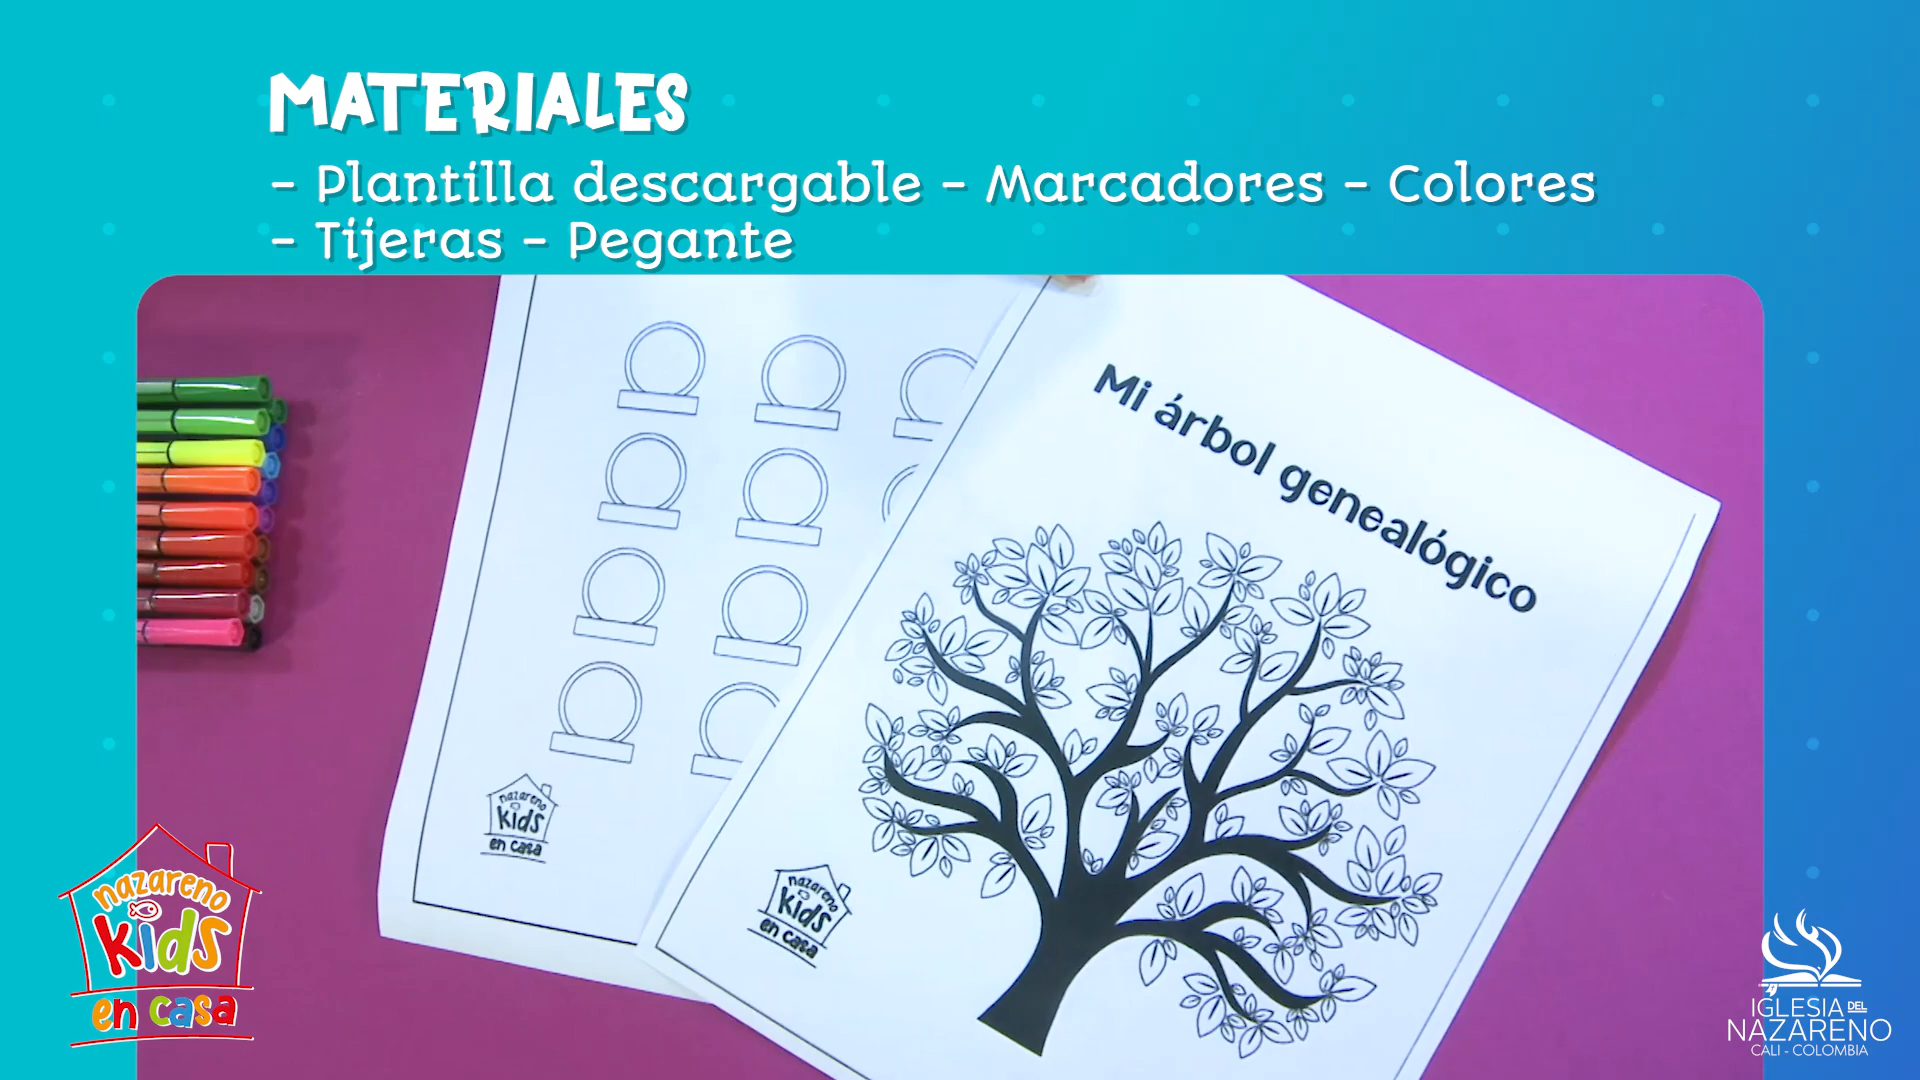 MATERIALES
- Plantilla descargable - Marcadores - Colores
- Tijeras - Pegante
Mi árbol genealógico
nazareno
kids
en casa
nazareno
kids
en casa
nazareno
kids
en casa
IGLESIA DEL
NAZARENO
CALI - COLOMBIA